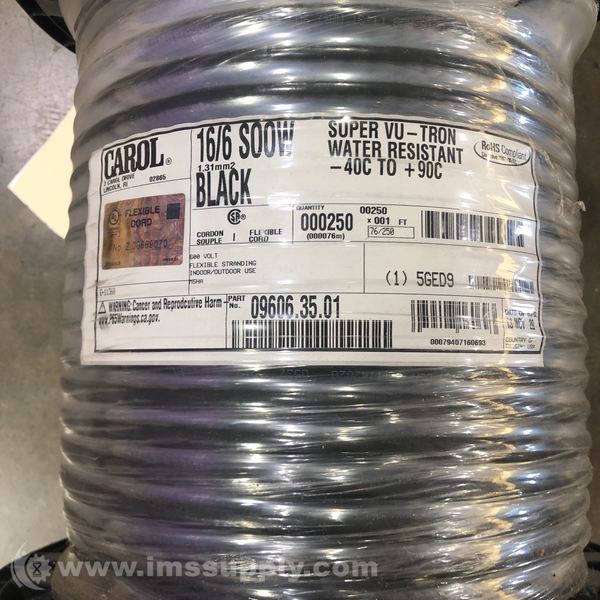 CAROL®
2 CAROL DRIVE
LINCOLN, RI 02865
16/6 SOOW
1.31mm2
BLACK
SUPER VU-TRON
WATER RESISTANT
-40C TO +90C
RoHS Compliant
FLEXIBLE
CORD
CORDON
SOUPLE
FLEXIBLE
CORD
QUANTITY
000250
(000076m)
00250
x 001 FT
76/250
600 VOLT
FLEXIBLE STRANDING
INDOOR/OUTDOOR USE
MSHA
(1) 5GED9
WARNING: Cancer and Reproductive Harm -
www.P65Warnings.ca.gov.
PART
No.
09606.35.01
00079407160693
www.imssupply.com